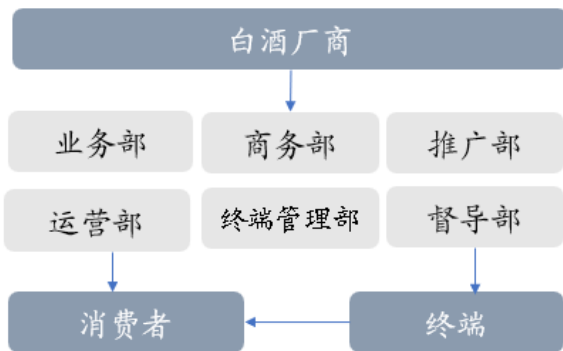 白酒厂商
业务部 商务部 推广部
运营部 终端管理部 督导部
消费者 终端